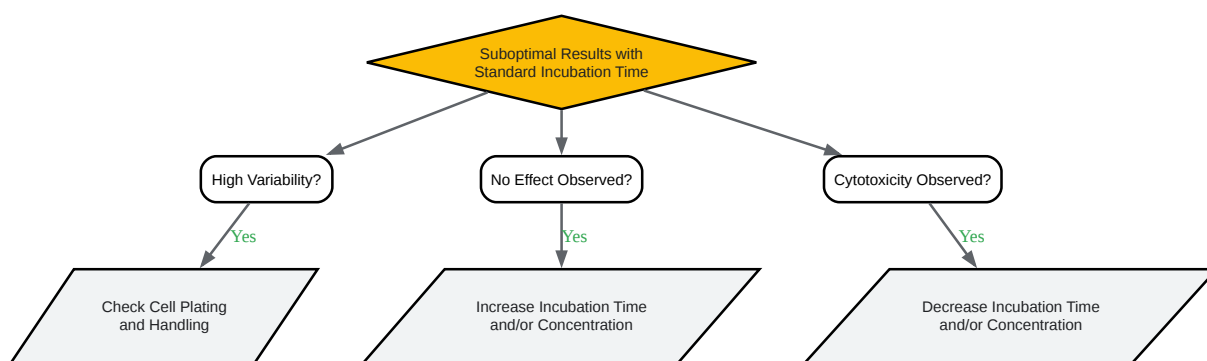 Suboptimal Results with
Standard Incubation Time
High Variability?
No Effect Observed?
Cytotoxicity Observed?
Yes
Yes
Yes
Check Cell Plating
and Handling
Increase Incubation Time
and/or Concentration
Decrease Incubation Time
and/or Concentration